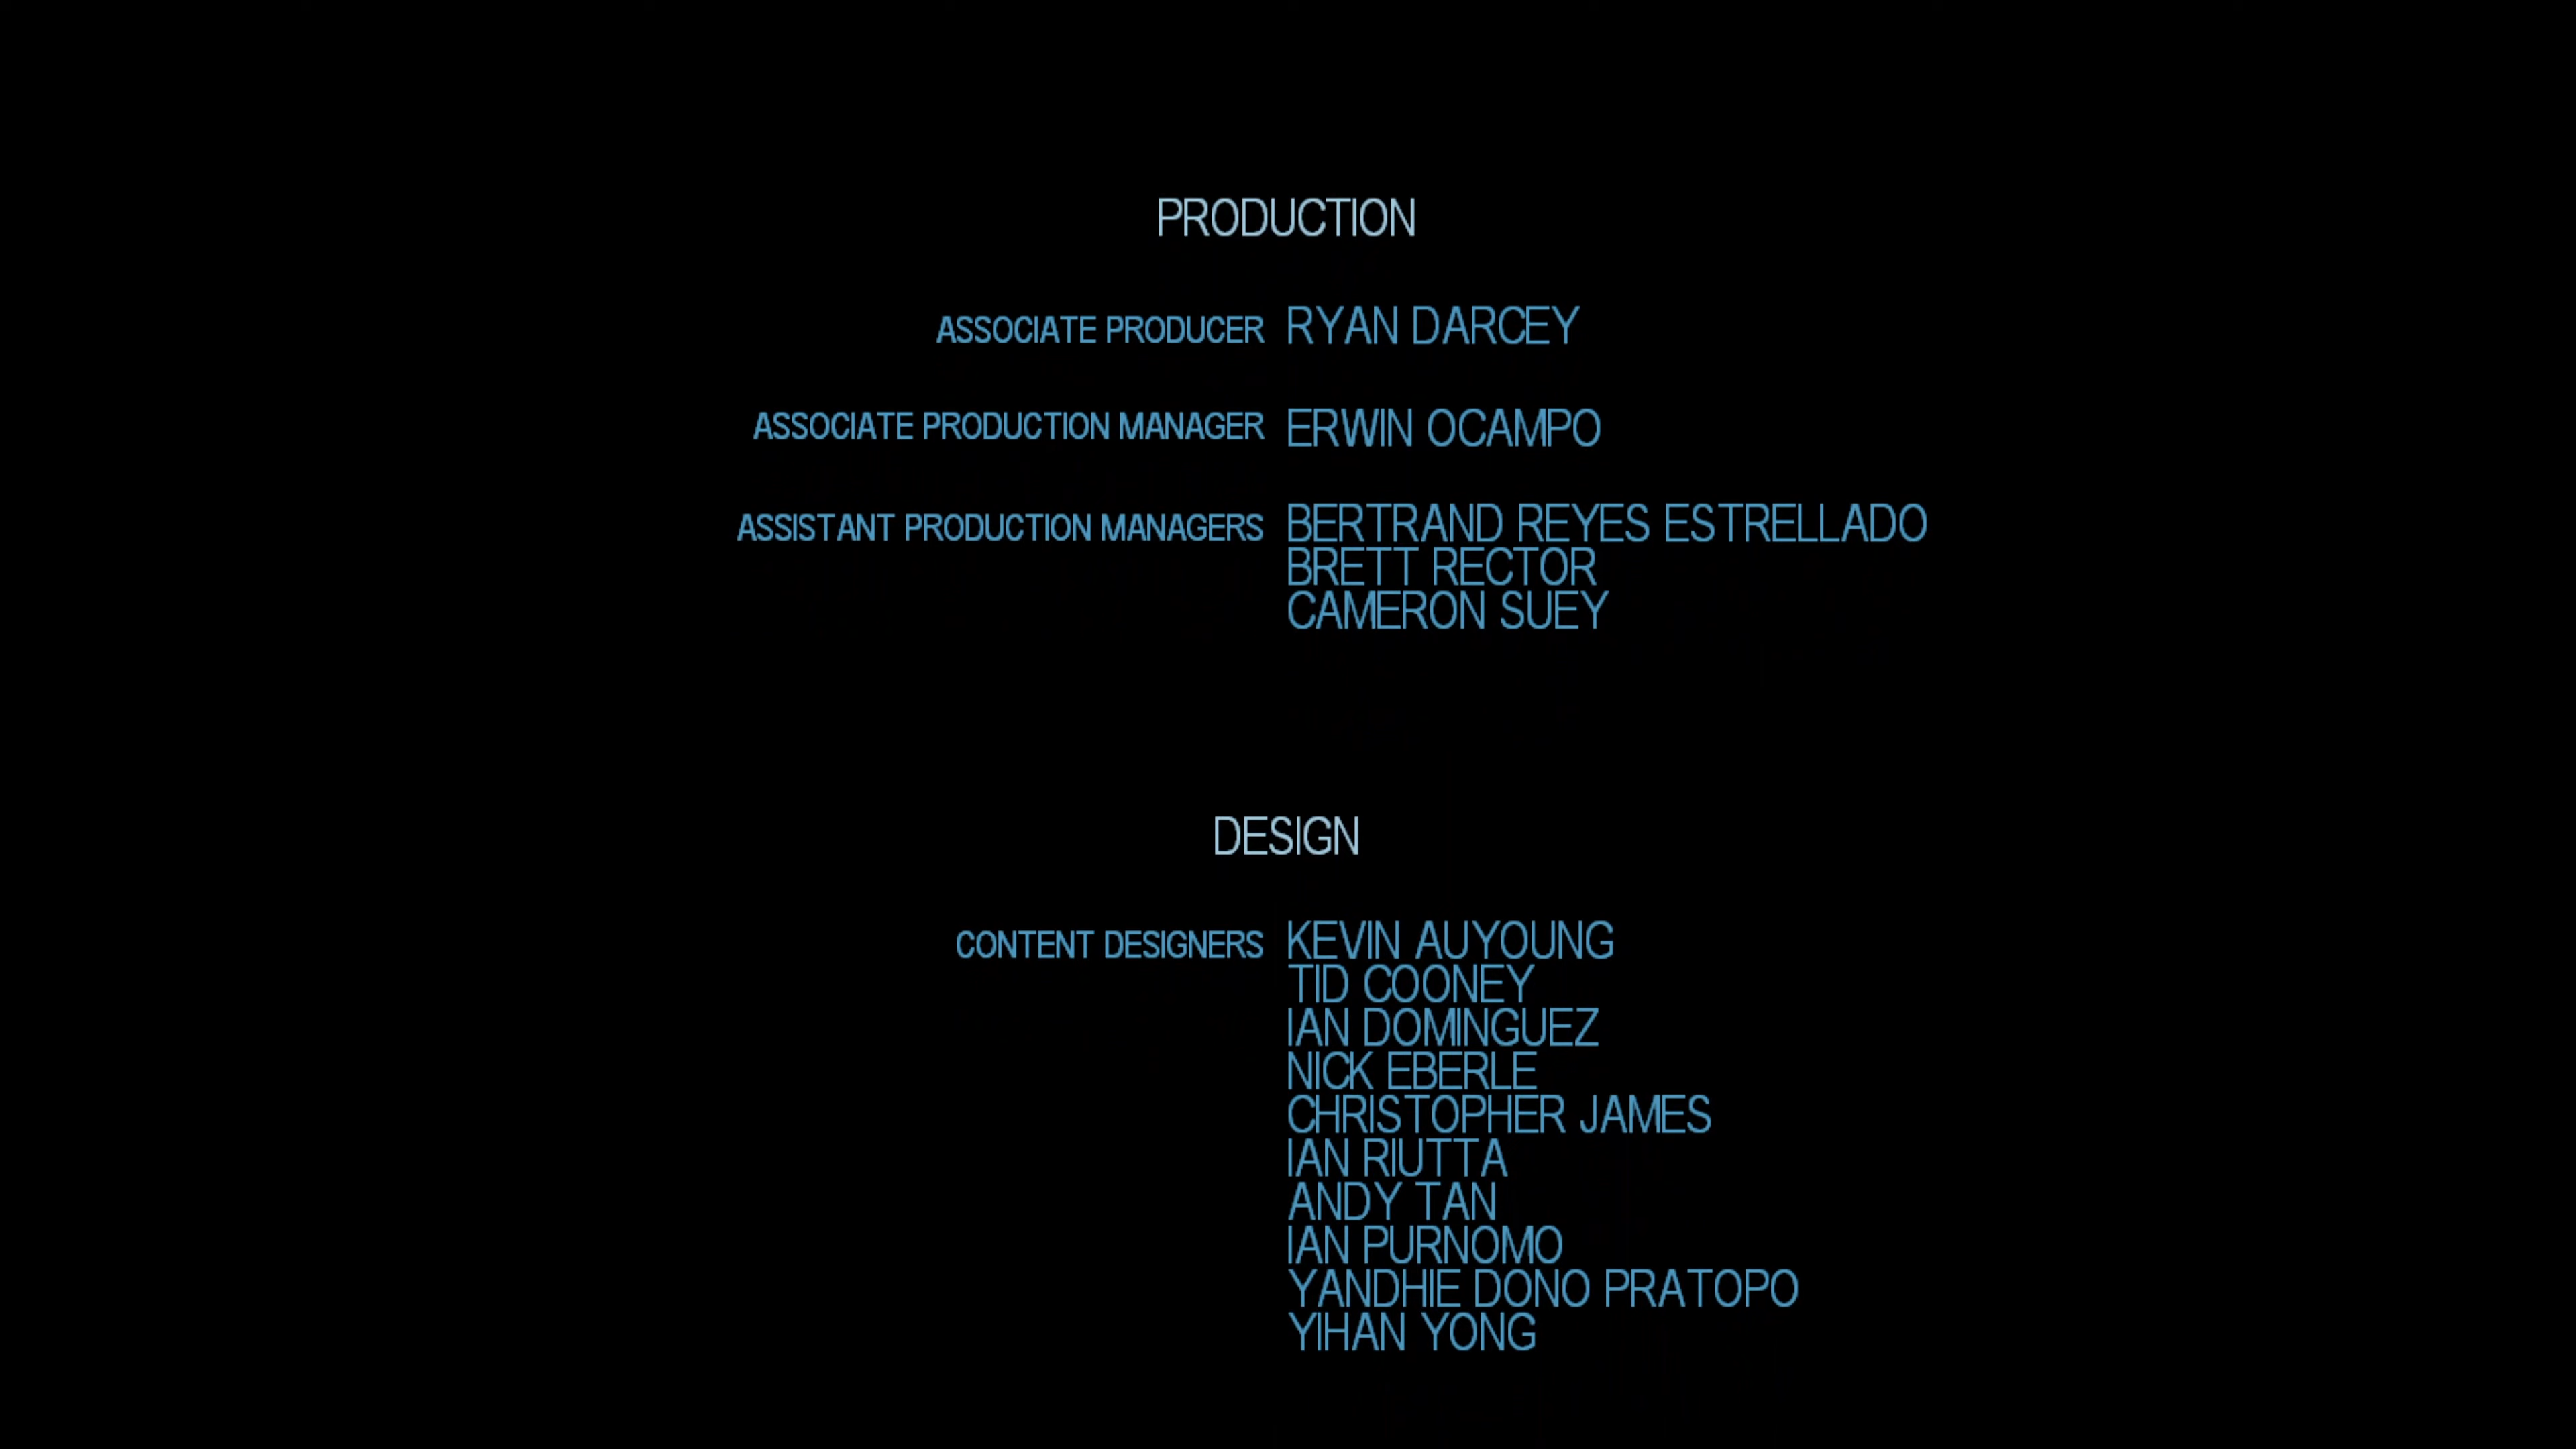 PRODUCTION
ASSOCIATE PRODUCER RYAN DARCEY
ASSOCIATE PRODUCTION MANAGER ERWIN OCAMPO
ASSISTANT PRODUCTION MANAGERS BERTRAND REYES ESTRELLADO
BRETT RECTOR
CAMERON SUEY
DESIGN
CONTENT DESIGNERS KEVIN AUYOUNG
TID COONEY
IAN DOMINGUEZ
NICK EBERLE
CHRISTOPHER JAMES
IAN RIUTTA
ANDY TAN
IAN PURNOMO
YANDHIE DONO PRATOPO
YIHAN YONG